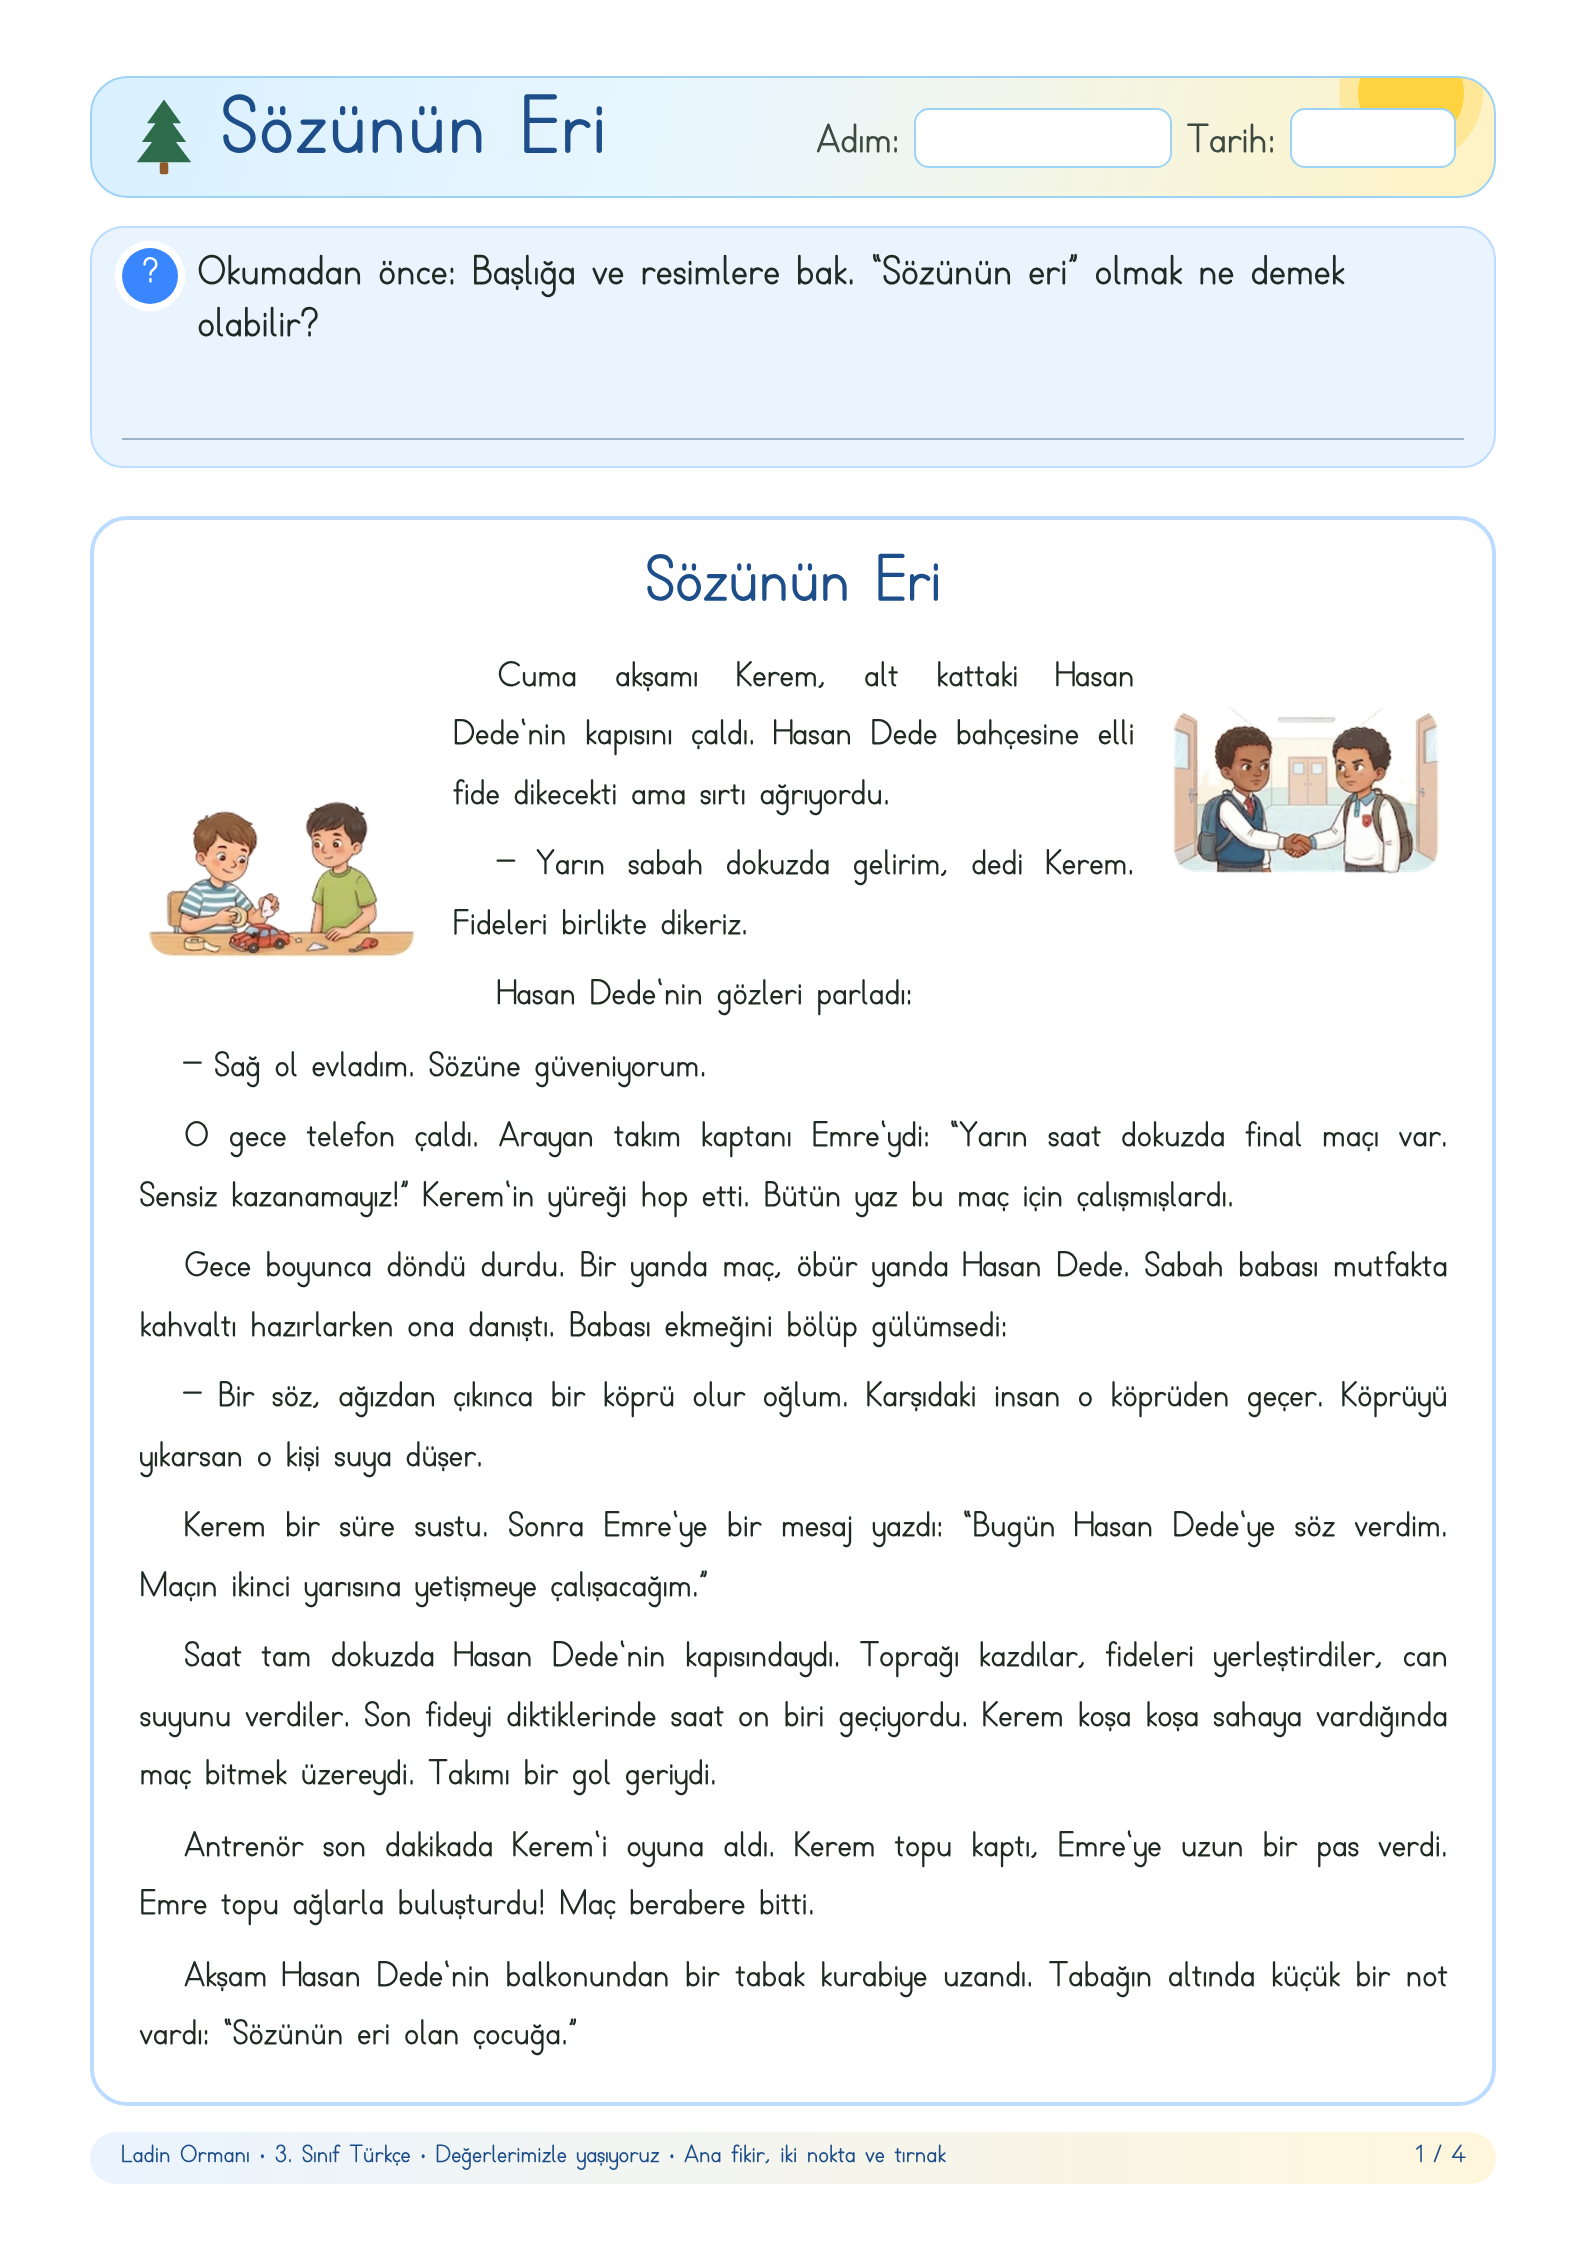 Sözünün Eri
Adım:
Tarih:
?
Okumadan önce: Başlığa ve resimlere bak. “Sözünün eri” olmak ne demek
olabilir?
Sözünün Eri
Cuma akşamı Kerem, alt kattaki Hasan
Dede‘nin kapısını çaldı. Hasan Dede bahçesine elli
fide dikecekti ama sırtı ağrıyordu.
– Yarın sabah dokuzda gelirim, dedi Kerem.
Fideleri birlikte dikeriz.
Hasan Dede‘nin gözleri parladı:
– Sağ ol evladım. Sözüne güveniyorum.
O gece telefon çaldı. Arayan takım kaptanı Emre‘ydi: “Yarın saat dokuzda final maçı var.
Sensiz kazanamayız!” Kerem‘in yüreği hop etti. Bütün yaz bu maç için çalışmışlardı.
Gece boyunca döndü durdu. Bir yanda maç, öbür yanda Hasan Dede. Sabah babası mutfakta
kahvaltı hazırlarken ona danıştı. Babası ekmeğini bölüp gülümsedi:
– Bir söz, ağızdan çıkınca bir köprü olur oğlum. Karşıdaki insan o köprüden geçer. Köprüyü
yıkarsan o kişi suya düşer.
Kerem bir süre sustu. Sonra Emre‘ye bir mesaj yazdı: “Bugün Hasan Dede‘ye söz verdim.
Maçın ikinci yarısına yetişmeye çalışacağım.”
Saat tam dokuzda Hasan Dede‘nin kapısındaydı. Toprağı kazdılar, fideleri yerleştirdiler, can
suyunu verdiler. Son fideyi diktiklerinde saat on biri geçiyordu. Kerem koşa koşa sahaya vardığında
maç bitmek üzereydi. Takımı bir gol geriydi.
Antrenör son dakikada Kerem‘i oyuna aldı. Kerem topu kaptı, Emre‘ye uzun bir pas verdi.
Emre topu ağlarla buluşturdu! Maç berabere bitti.
Akşam Hasan Dede‘nin balkonundan bir tabak kurabiye uzandı. Tabağın altında küçük bir not
vardı: “Sözünün eri olan çocuğa.”
Ladin Ormanı • 3. Sınıf Türkçe • Değerlerimizle yaşıyoruz • Ana fikir, iki nokta ve tırnak
1 / 4